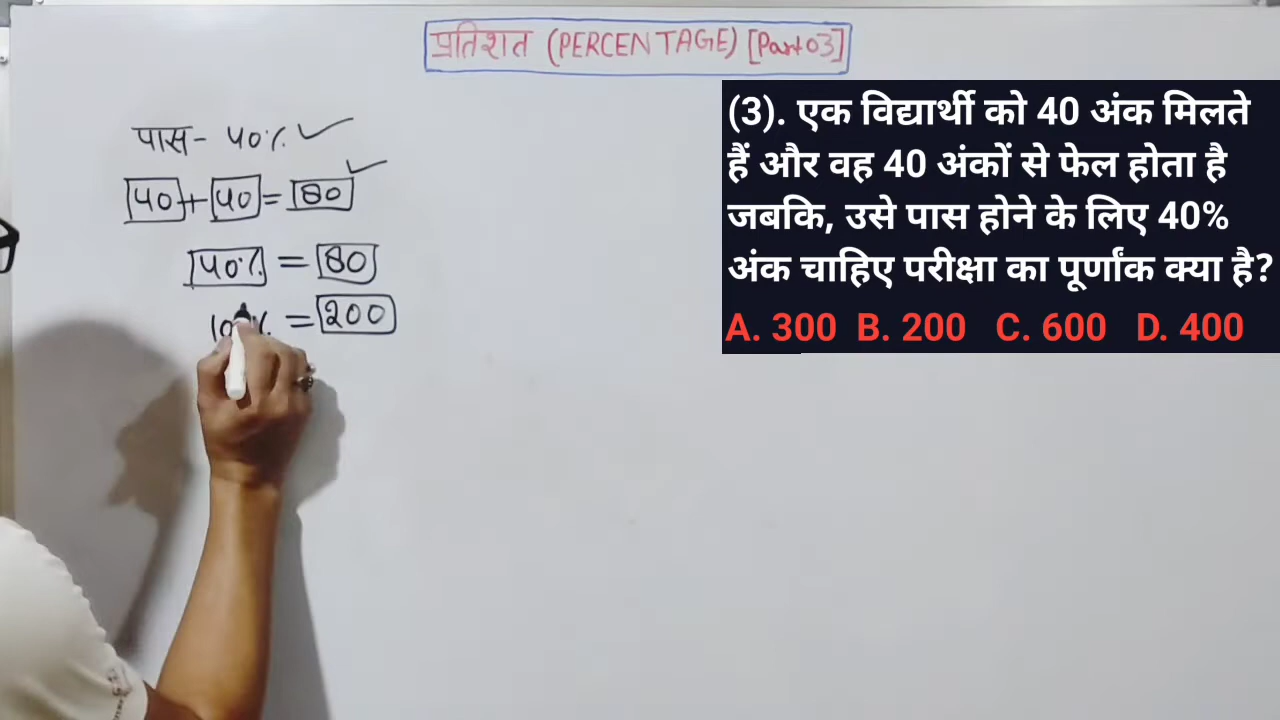 प्रतिशत (PERCENTAGE) [Part 03]
पास- 40% ✓
40 + 40 = 80 ✓
40% = 80
= 200
(3). एक विद्यार्थी को 40 अंक मिलते
हैं और वह 40 अंकों से फेल होता है
जबकि, उसे पास होने के लिए 40%
अंक चाहिए परीक्षा का पूर्णांक क्या है?
A. 300 B. 200 C. 600 D. 400